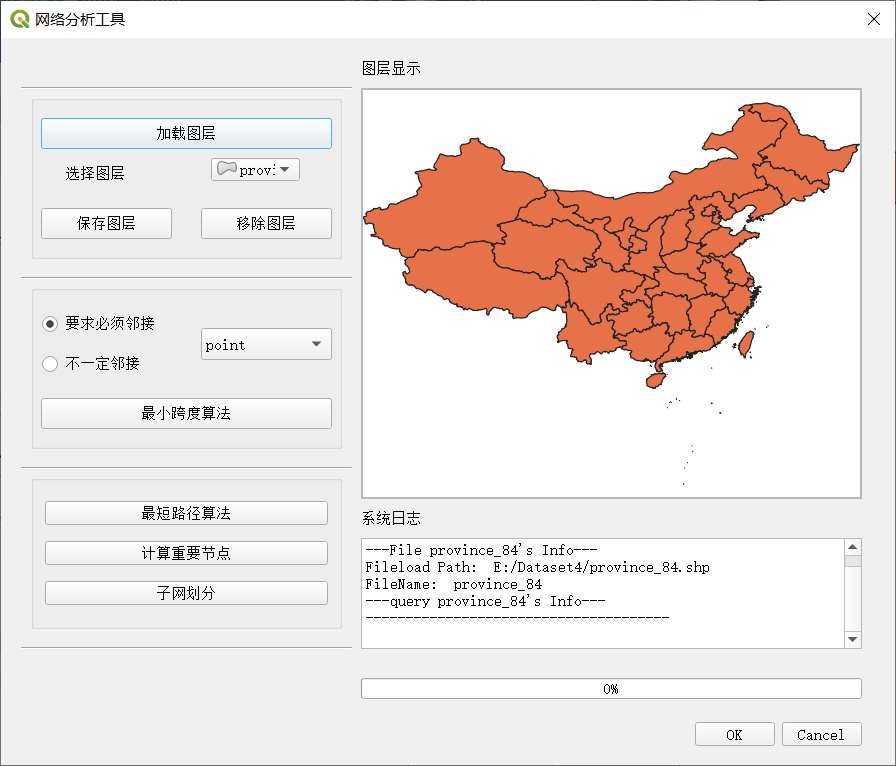 网络分析工具
图层显示
加载图层
选择图层
prov:
保存图层
移除图层
要求必须邻接
point
不一定邻接
最小跨度算法
最短路径算法
计算重要节点
子网划分
系统日志
---File province_84's Info---
Fileload Path:  E:/Dataset4/province_84.shp
FileName:  province_84
---query province_84's Info---
--------------------------------------
0%
OK
Cancel